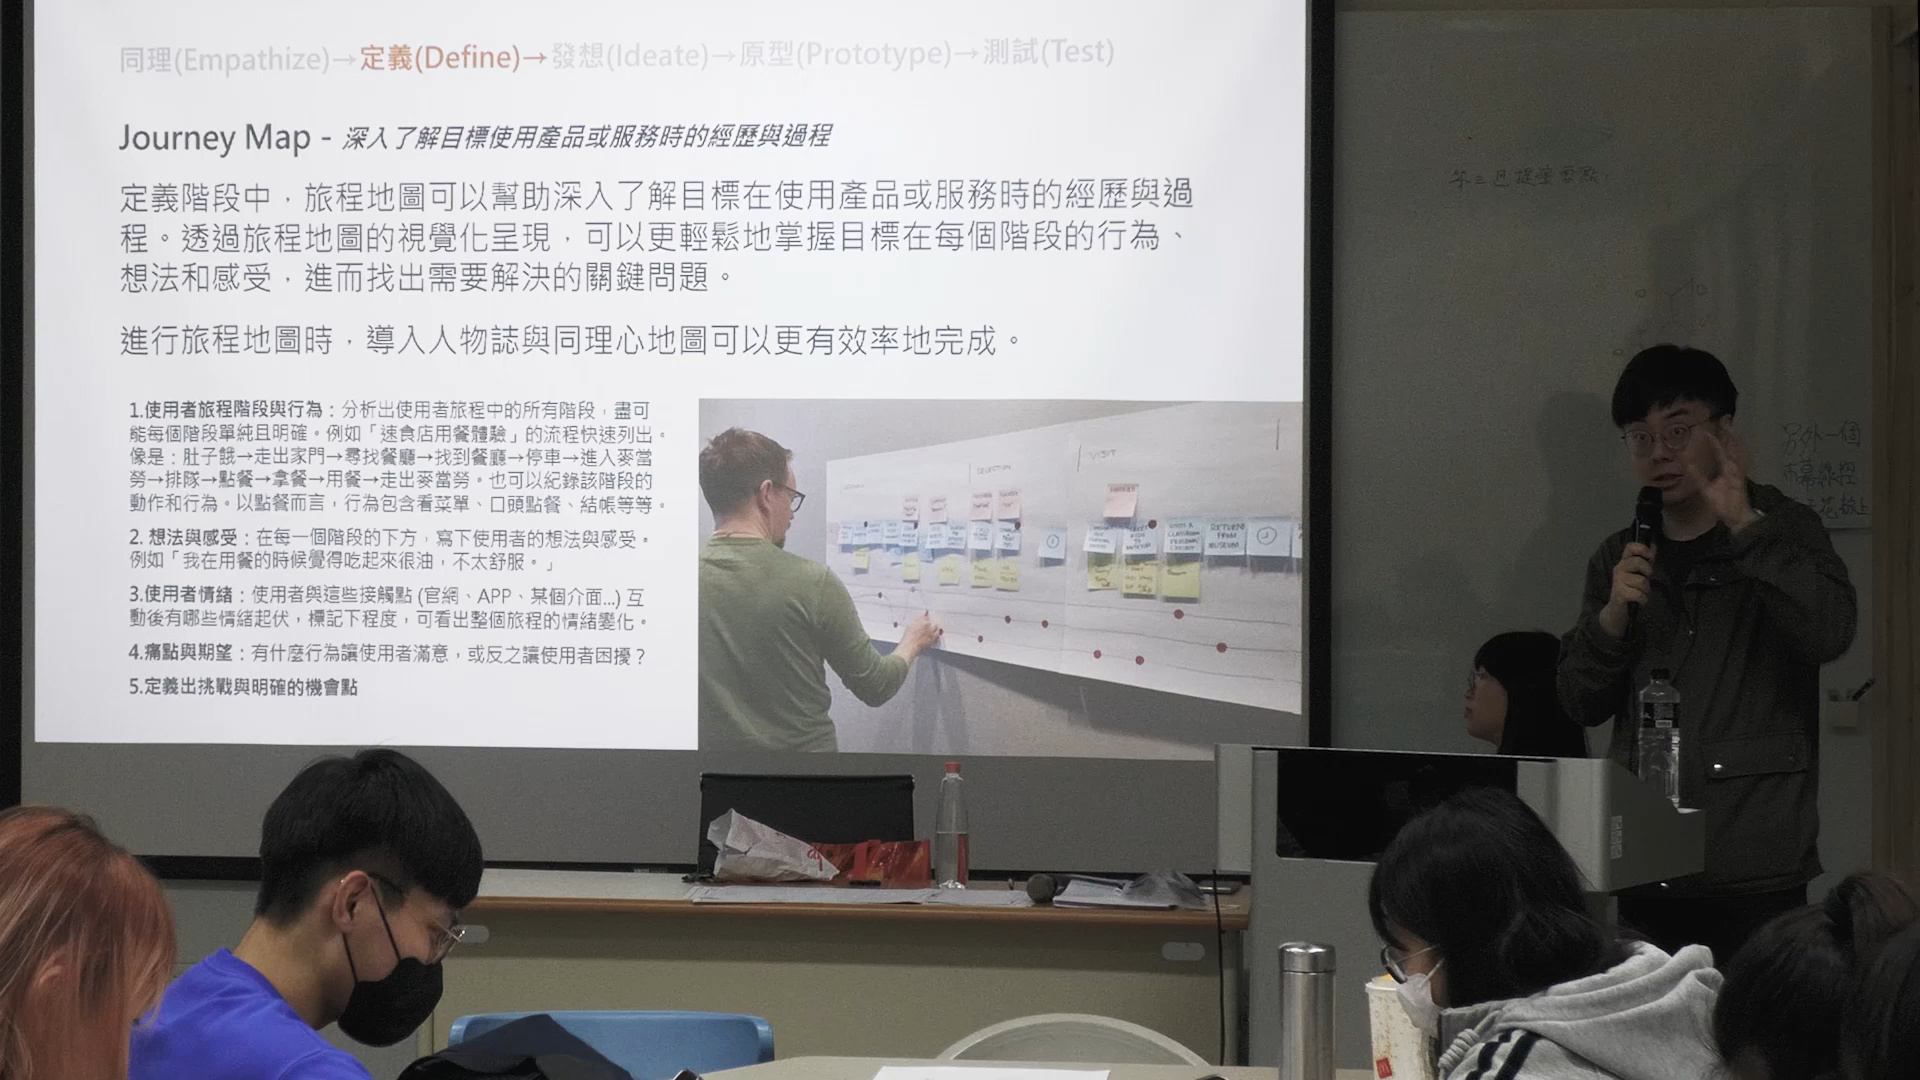 同理(Empathize)→定義(Define)→發想(Ideate)→原型(Prototype)→測試(Test)
Journey Map - 深入了解目標使用產品或服務時的經歷與過程
定義階段中，旅程地圖可以幫助深入了解目標在使用產品或服務時的經歷與過
程。透過旅程地圖的視覺化呈現，可以更輕鬆地掌握目標在每個階段的行為、
想法和感受，進而找出需要解決的關鍵問題。
進行旅程地圖時，導入人物誌與同理心地圖可以更有效率地完成。
1.使用者旅程階段與行為：分析出使用者旅程中的所有階段，盡可
能每個階段單純且明確。例如「速食店用餐體驗」的流程快速列出。
像是：肚子餓→走出家門→尋找餐廳→找到餐廳→停車→進入麥當
勞→排隊→點餐→拿餐→用餐→走出麥當勞。也可以紀錄該階段的
動作和行為。以點餐而言，行為包含看菜單、口頭點餐、結帳等等。
2. 想法與感受：在每一個階段的下方，寫下使用者的想法與感受。
例如「我在用餐的時候覺得吃起來很油，不太舒服。」
3.使用者情緒：使用者與這些接觸點 (官網、APP、某個介面...) 互
動後有哪些情緒起伏，標記下程度，可看出整個旅程的情緒變化。
4.痛點與期望：有什麼行為讓使用者滿意，或反之讓使用者困擾？
5.定義出挑戰與明確的機會點
SELECTION
VISIT
RETURN
FROM
MUSEUM
另外一個